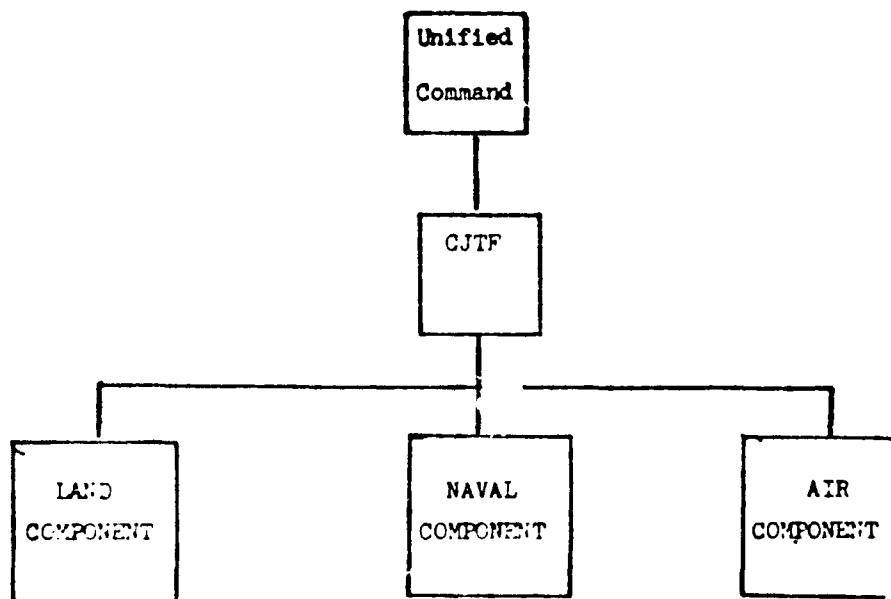 Unified
Command
CJTF
LAND
COMPONENT
NAVAL
COMPONENT
AIR
COMPONENT